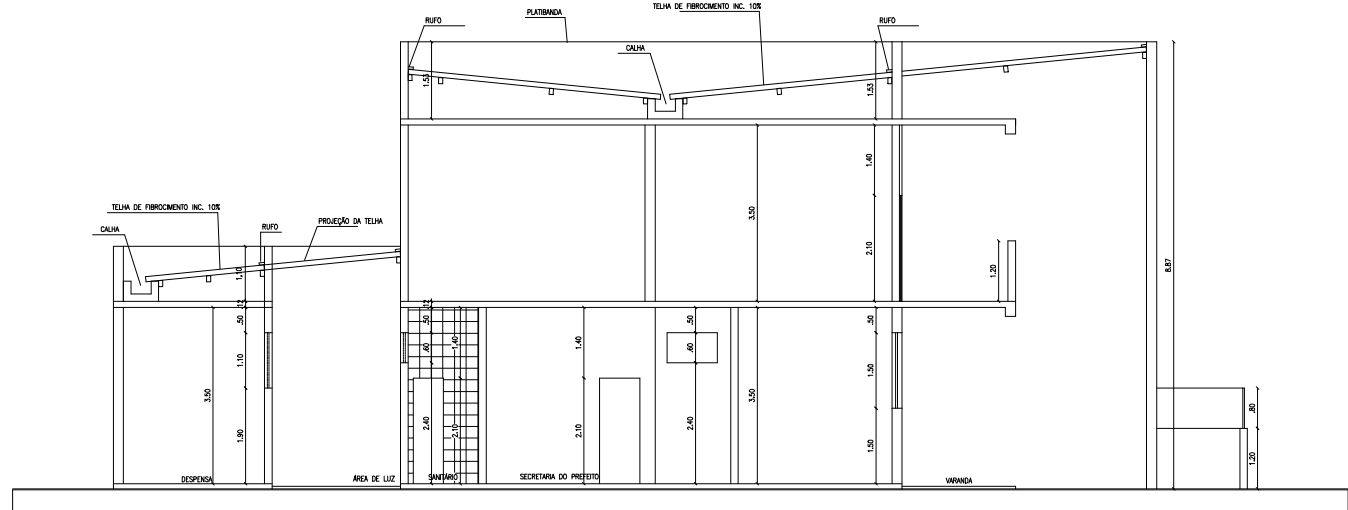 TELHA DE FIBROCIMENTO INC. 10%
PLATIBANDA
RUFO
RUFO
CALHA
1.53
1.53
1.40
3.50
2.10
TELHA DE FIBROCIMENTO INC. 10%
PROJEÇÃO DA TELHA
RUFO
CALHA
1.10
1.20
8.87
.12
.12
.50
.50
.50
.50
1.10
.60
1.40
1.40
.60
1.50
3.50
3.50
.80
1.90
2.40
2.10
2.10
2.40
1.50
1.20
DESPENSA
ÁREA DE LUZ
SANITÁRIO
SECRETARIA DO PREFEITO
VARANDA